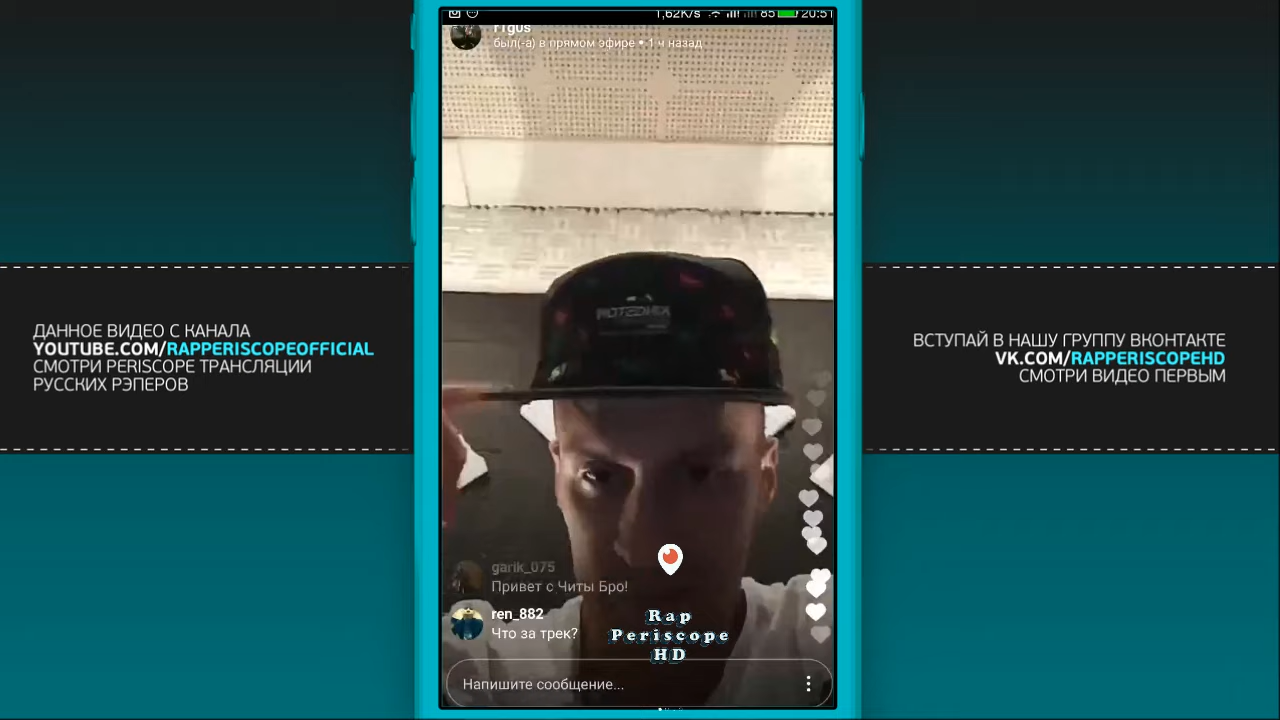 1,62K/s 85 20:51
r1gus
был(-а) в прямом эфире • 1 ч назад
ДАННОЕ ВИДЕО С КАНАЛА
YOUTUBE.COM/RAPPERISCOPEOFFICIAL
СМОТРИ PERISCOPE ТРАНСЛЯЦИИ
РУССКИХ РЭПЕРОВ
ВСТУПАЙ В НАШУ ГРУППУ ВКОНТАКТЕ
VK.COM/RAPPERISCOPEHD
СМОТРИ ВИДЕО ПЕРВЫМ
garik_075
Привет с Читы Бро!
ren_882
Что за трек?
Rap
Periscope
HD
Напишите сообщение...